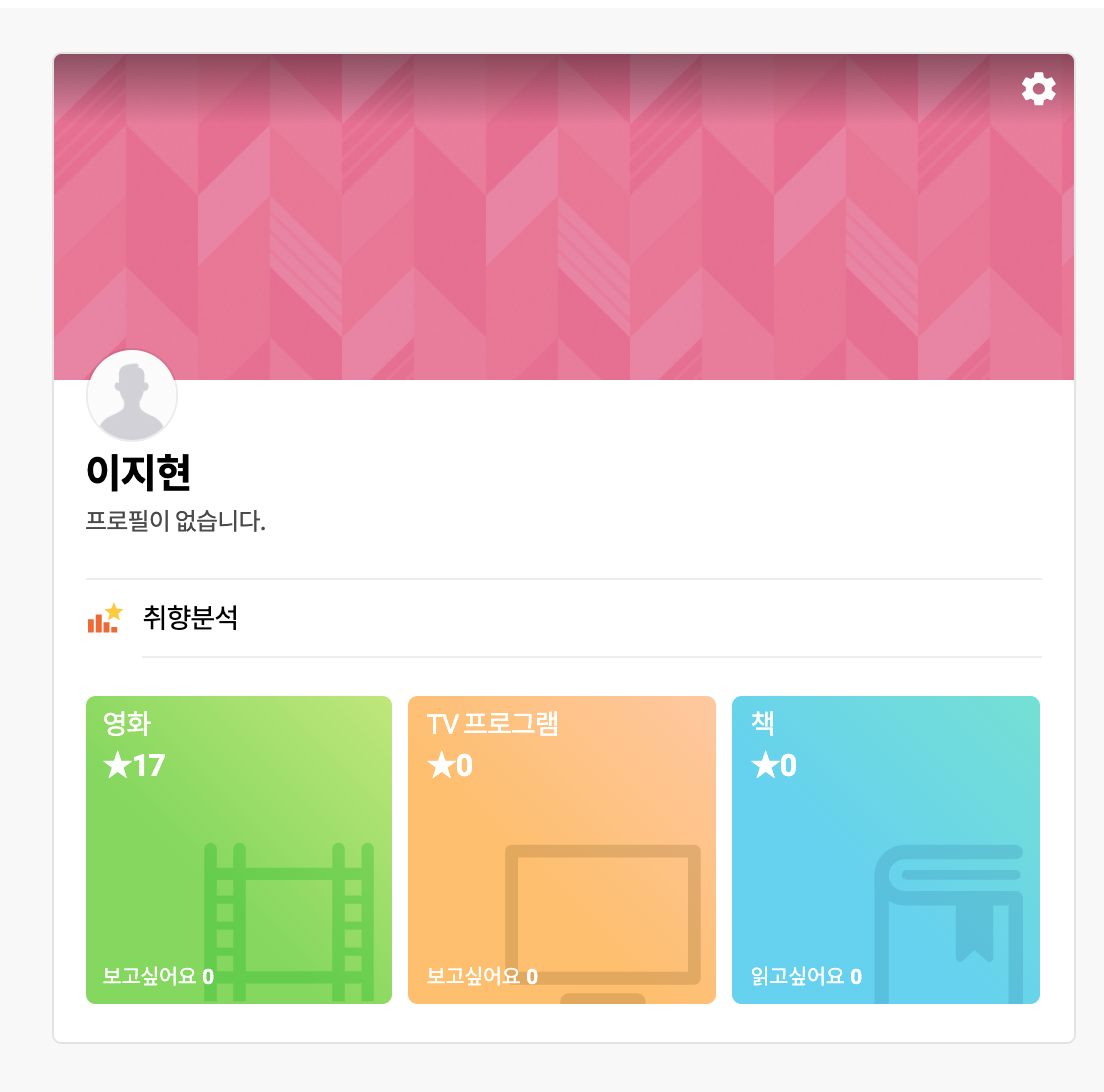 이지현
프로필이 없습니다.
취향분석
영화
★17
보고싶어요 0
TV 프로그램
★0
보고싶어요 0
책
★0
읽고싶어요 0